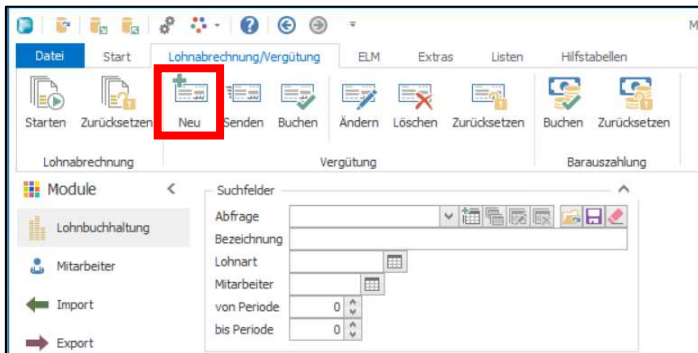 M
Datei Start Lohnabrechnung/Vergütung ELM Extras Listen Hilfstabellen
Starten Zurücksetzen Neu Senden Buchen Ändern Löschen Zurücksetzen Buchen Zurücksetzen
Lohnabrechnung Vergütung Barauszahlung
Module
Lohnbuchhaltung
Mitarbeiter
Import
Export
Suchfelder
Abfrage
Bezeichnung
Lohnart
Mitarbeiter
von Periode 0
bis Periode 0